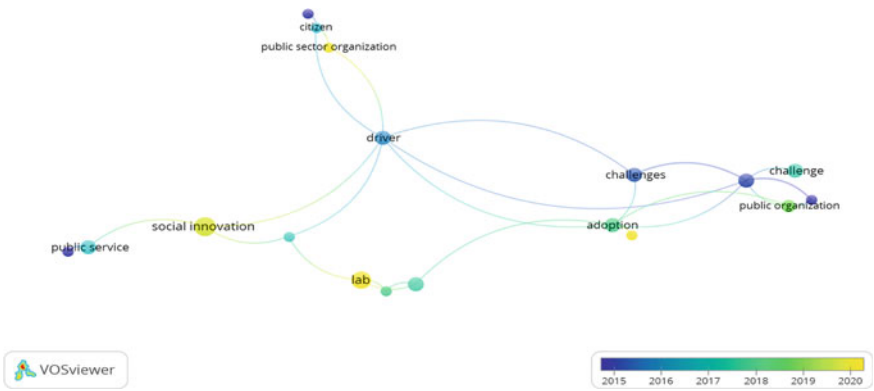 citizen
public sector organization
driver
challenge
challenges
public organization
adoption
social innovation
public service
lab
VOSviewer
2015 2016 2017 2018 2019 2020